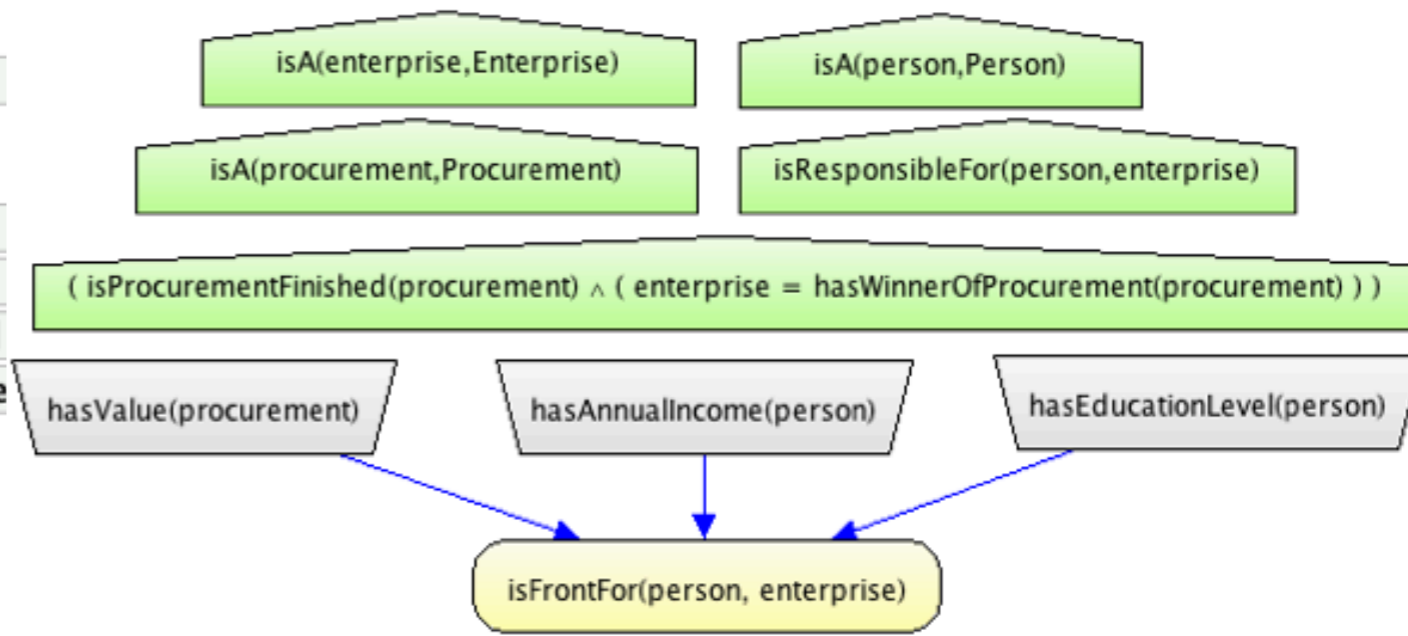 isA(enterprise,Enterprise)
isA(person,Person)
isA(procurement,Procurement)
isResponsibleFor(person,enterprise)
( isProcurementFinished(procurement) ∧ ( enterprise = hasWinnerOfProcurement(procurement) ) )
hasValue(procurement)
hasAnnualIncome(person)
hasEducationLevel(person)
isFrontFor(person, enterprise)